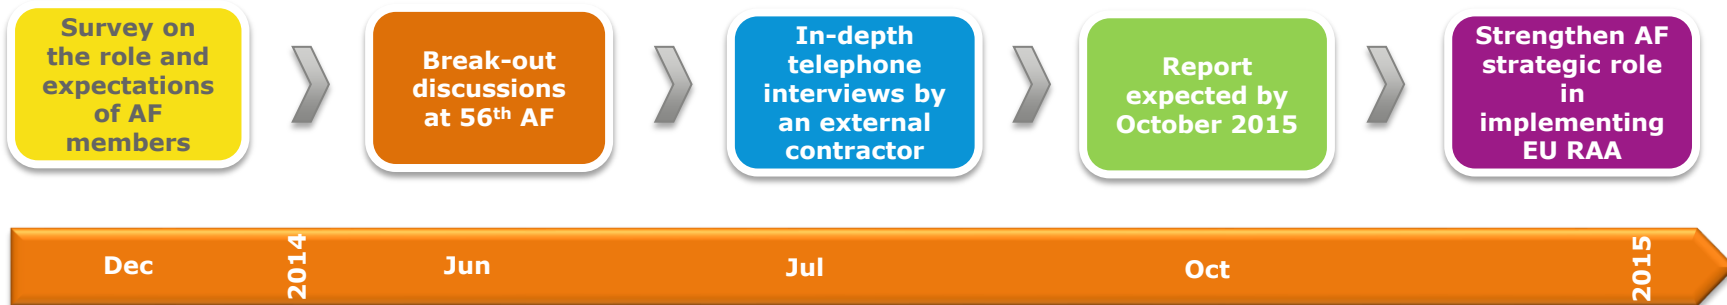 Survey on
the role and
expectations
of AF
members
Break-out
discussions
at 56th AF
In-depth
telephone
interviews by
an external
contractor
Report
expected by
October 2015
Strengthen AF
strategic role
in
implementing
EU RAA
Dec
2014
Jun
Jul
Oct
2015